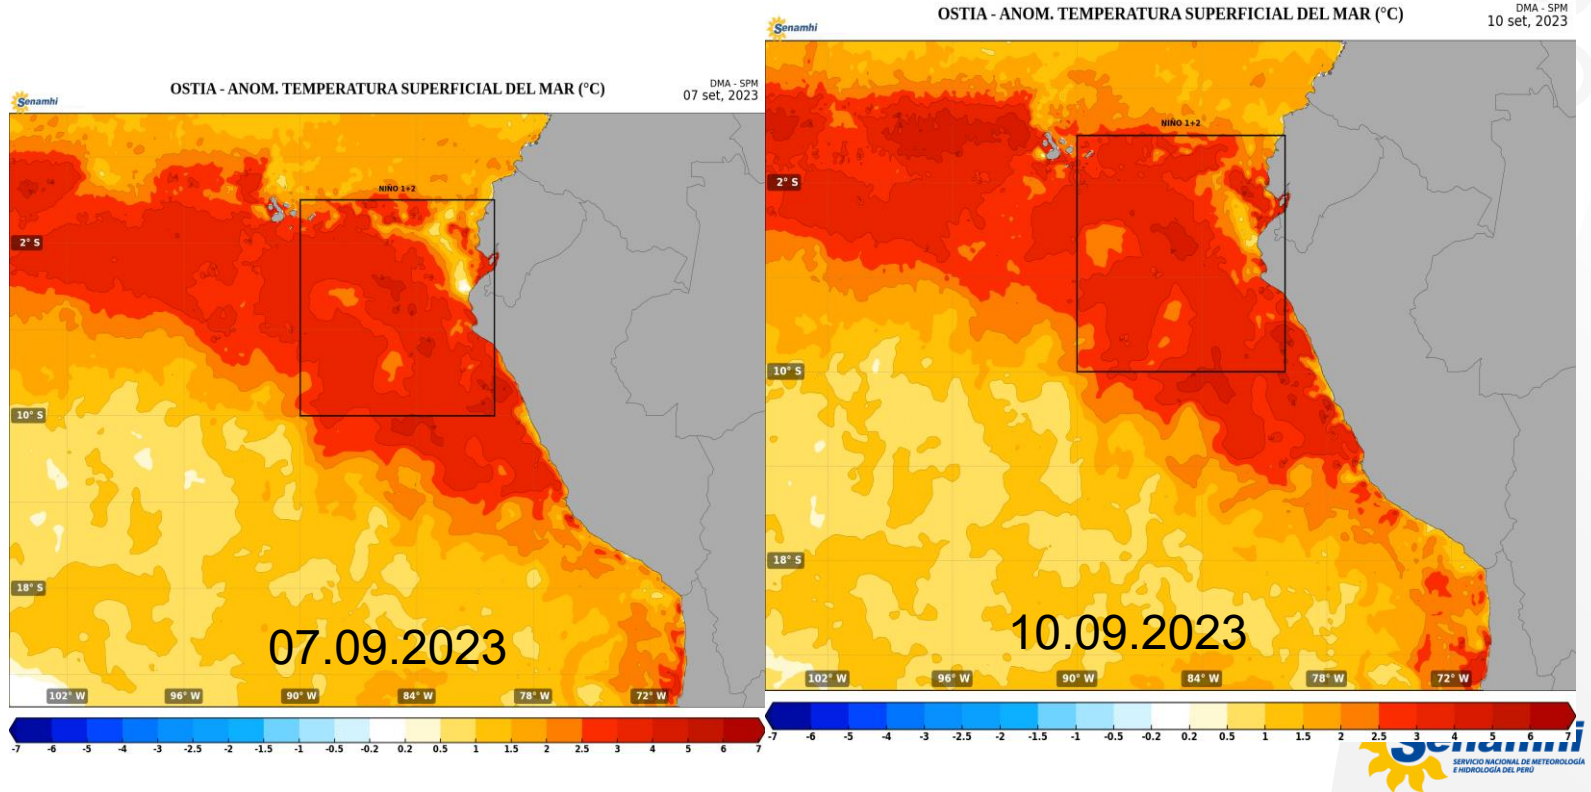 OSTIA - ANOM. TEMPERATURA SUPERFICIAL DEL MAR (°C)
DMA - SPM
07 set, 2023
Senamhi
NIÑO 1+2
2° S
10° S
18° S
07.09.2023
102° W 96° W 90° W 84° W 78° W 72° W
-7 -6 -5 -4 -3 -2.5 -2 -1.5 -1 -0.5 -0.2 0.2 0.5 1 1.5 2 2.5 3 4 5 6 7
OSTIA - ANOM. TEMPERATURA SUPERFICIAL DEL MAR (°C)
DMA - SPM
10 set, 2023
Senamhi
NIÑO 1+2
2° S
10° S
18° S
10.09.2023
102° W 96° W 90° W 84° W 78° W 72° W
-7 -6 -5 -4 -3 -2.5 -2 -1.5 -1 -0.5 -0.2 0.2 0.5 1 1.5 2 2.5 3 4 5 6 7
Senamhi
SERVICIO NACIONAL DE METEOROLOGÍA
E HIDROLOGÍA DEL PERÚ